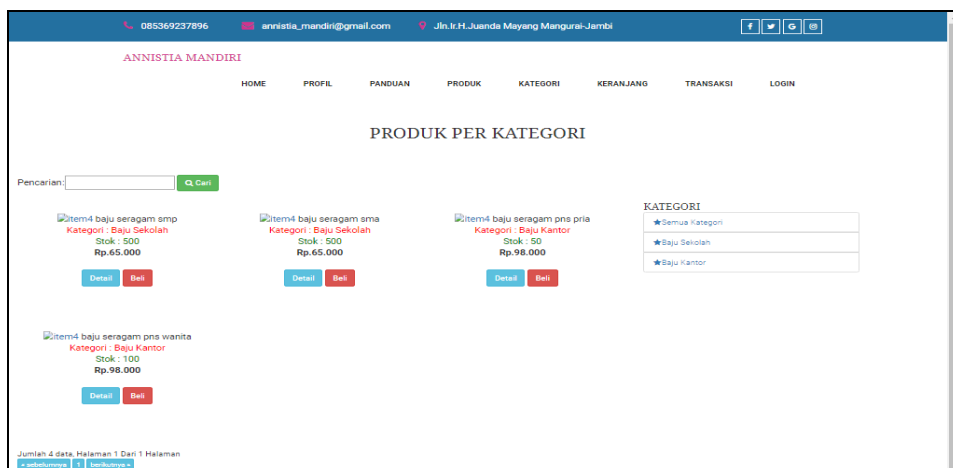 085369237896 annistia_mandiri@gmail.com Jln.Ir.H.Juanda Mayang Mangurai-Jambi
ANNISTIA MANDIRI
HOME PROFIL PANDUAN PRODUK KATEGORI KERANJANG TRANSAKSI LOGIN
PRODUK PER KATEGORI
Pencarian: Cari
item4 baju seragam smp
Kategori : Baju Sekolah
Stok : 500
Rp.65.000
Detail Beli
item4 baju seragam sma
Kategori : Baju Sekolah
Stok : 500
Rp.65.000
Detail Beli
item4 baju seragam pns pria
Kategori : Baju Kantor
Stok : 50
Rp.98.000
Detail Beli
KATEGORI
Semua Kategori
Baju Sekolah
Baju Kantor
item4 baju seragam pns wanita
Kategori : Baju Kantor
Stok : 100
Rp.98.000
Detail Beli
Jumlah 4 data, Halaman 1 Dari 1 Halaman
« sebelumnya 1 berikutnya »